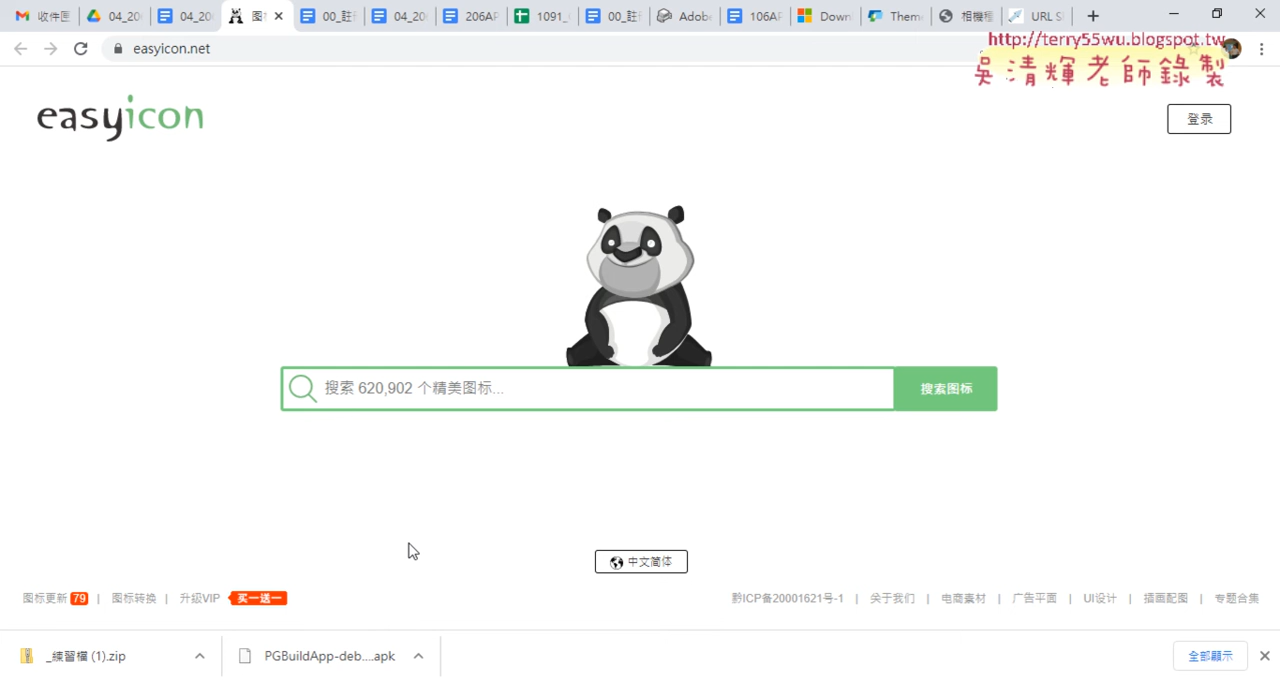 收件匣
04_20
04_20
图
00_註
04_20
206AP
1091_
00_註
Adob
106AP
Down
Them
相機程
URL S
easyicon.net
http://terry55wu.blogspot.tw
吳清輝老師錄製
easyicon
登录
搜索 620,902 个精美图标...
搜索图标
中文简体
图标更新 79 | 图标转换 | 升级VIP 买一送一
黔ICP备20001621号-1 | 关于我们 | 电商素材 | 广告平面 | UI设计 | 插画配图 | 专题合集
_練習檔 (1).zip
PGBuildApp-deb....apk
全部顯示